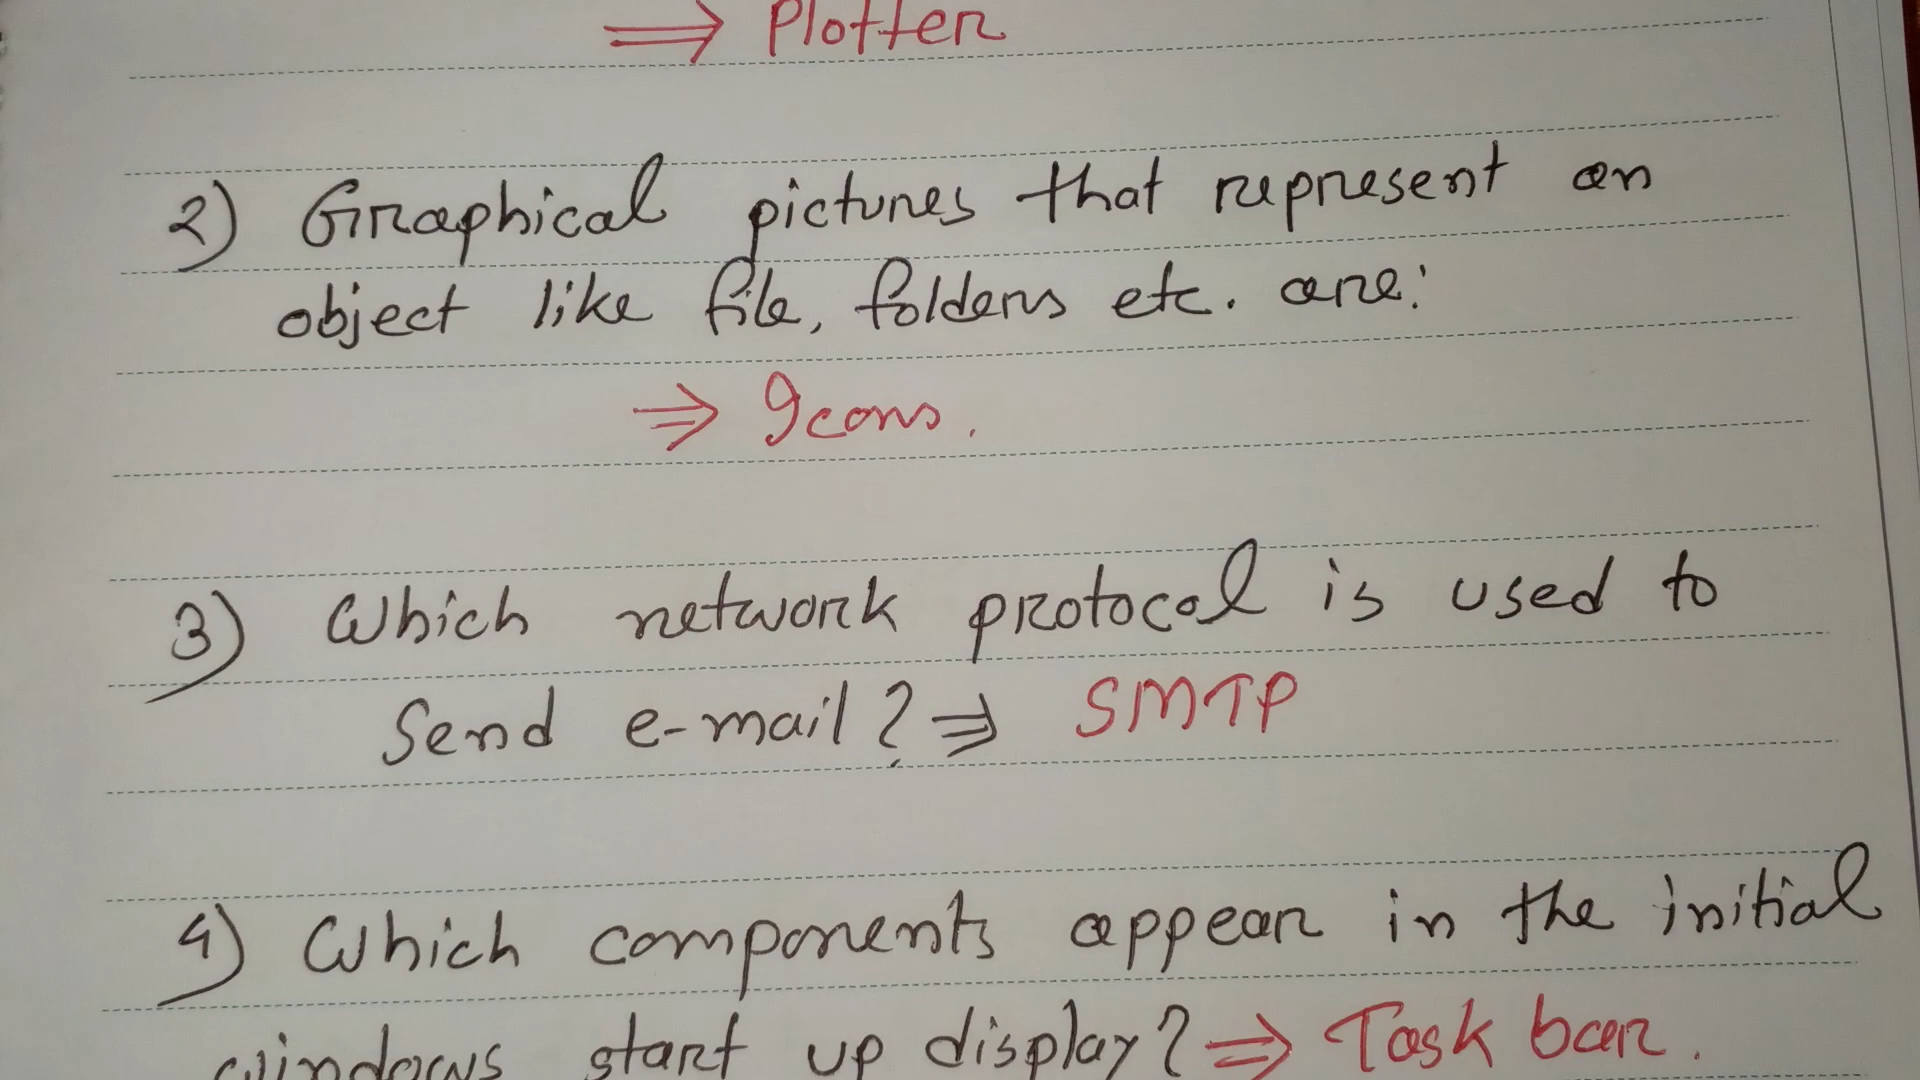 ⇒ Plotter
2) Graphical pictures that represent an
object like file, folders etc. are:
⇒ Icons.
3) Which network protocol is used to
Send e-mail? ⇒ SMTP
4) Which components appear in the initial
windows start up display? ⇒ Task bar.